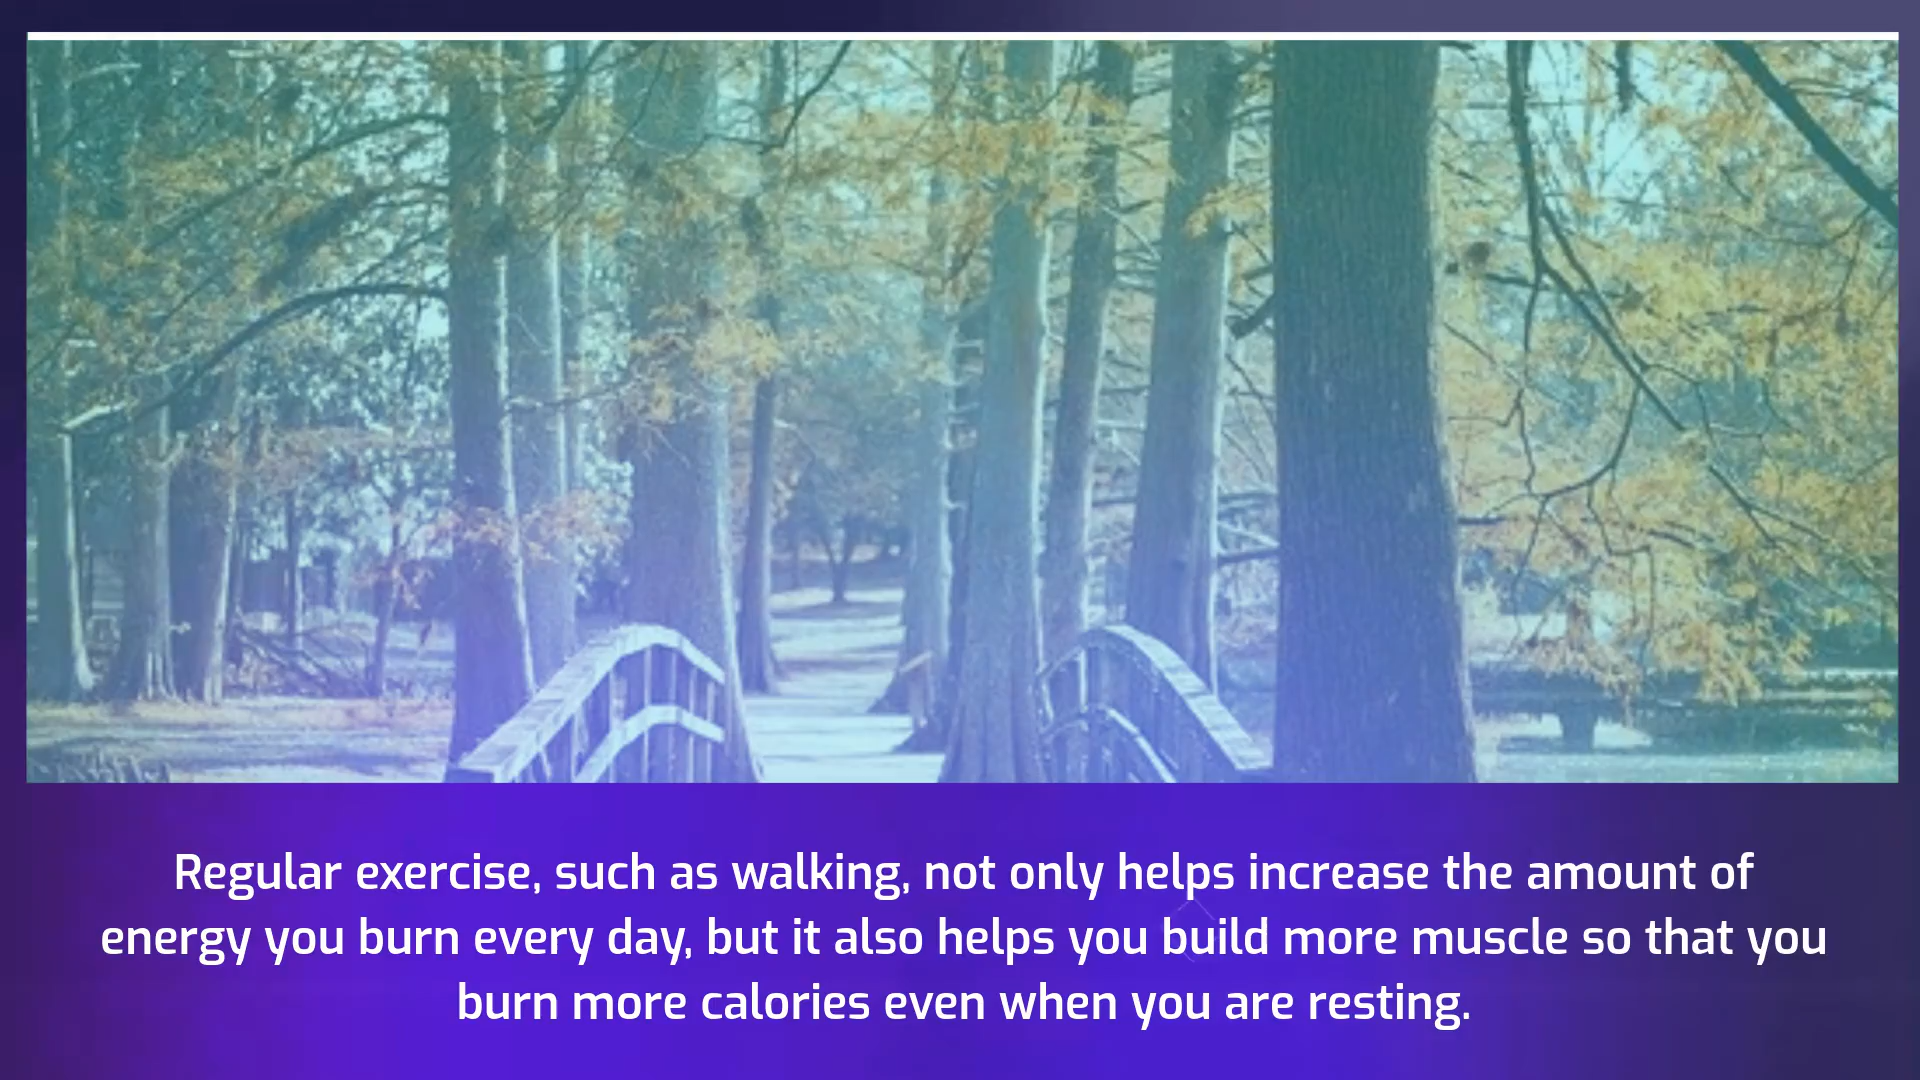 Regular exercise, such as walking, not only helps increase the amount of
energy you burn every day, but it also helps you build more muscle so that you
burn more calories even when you are resting.